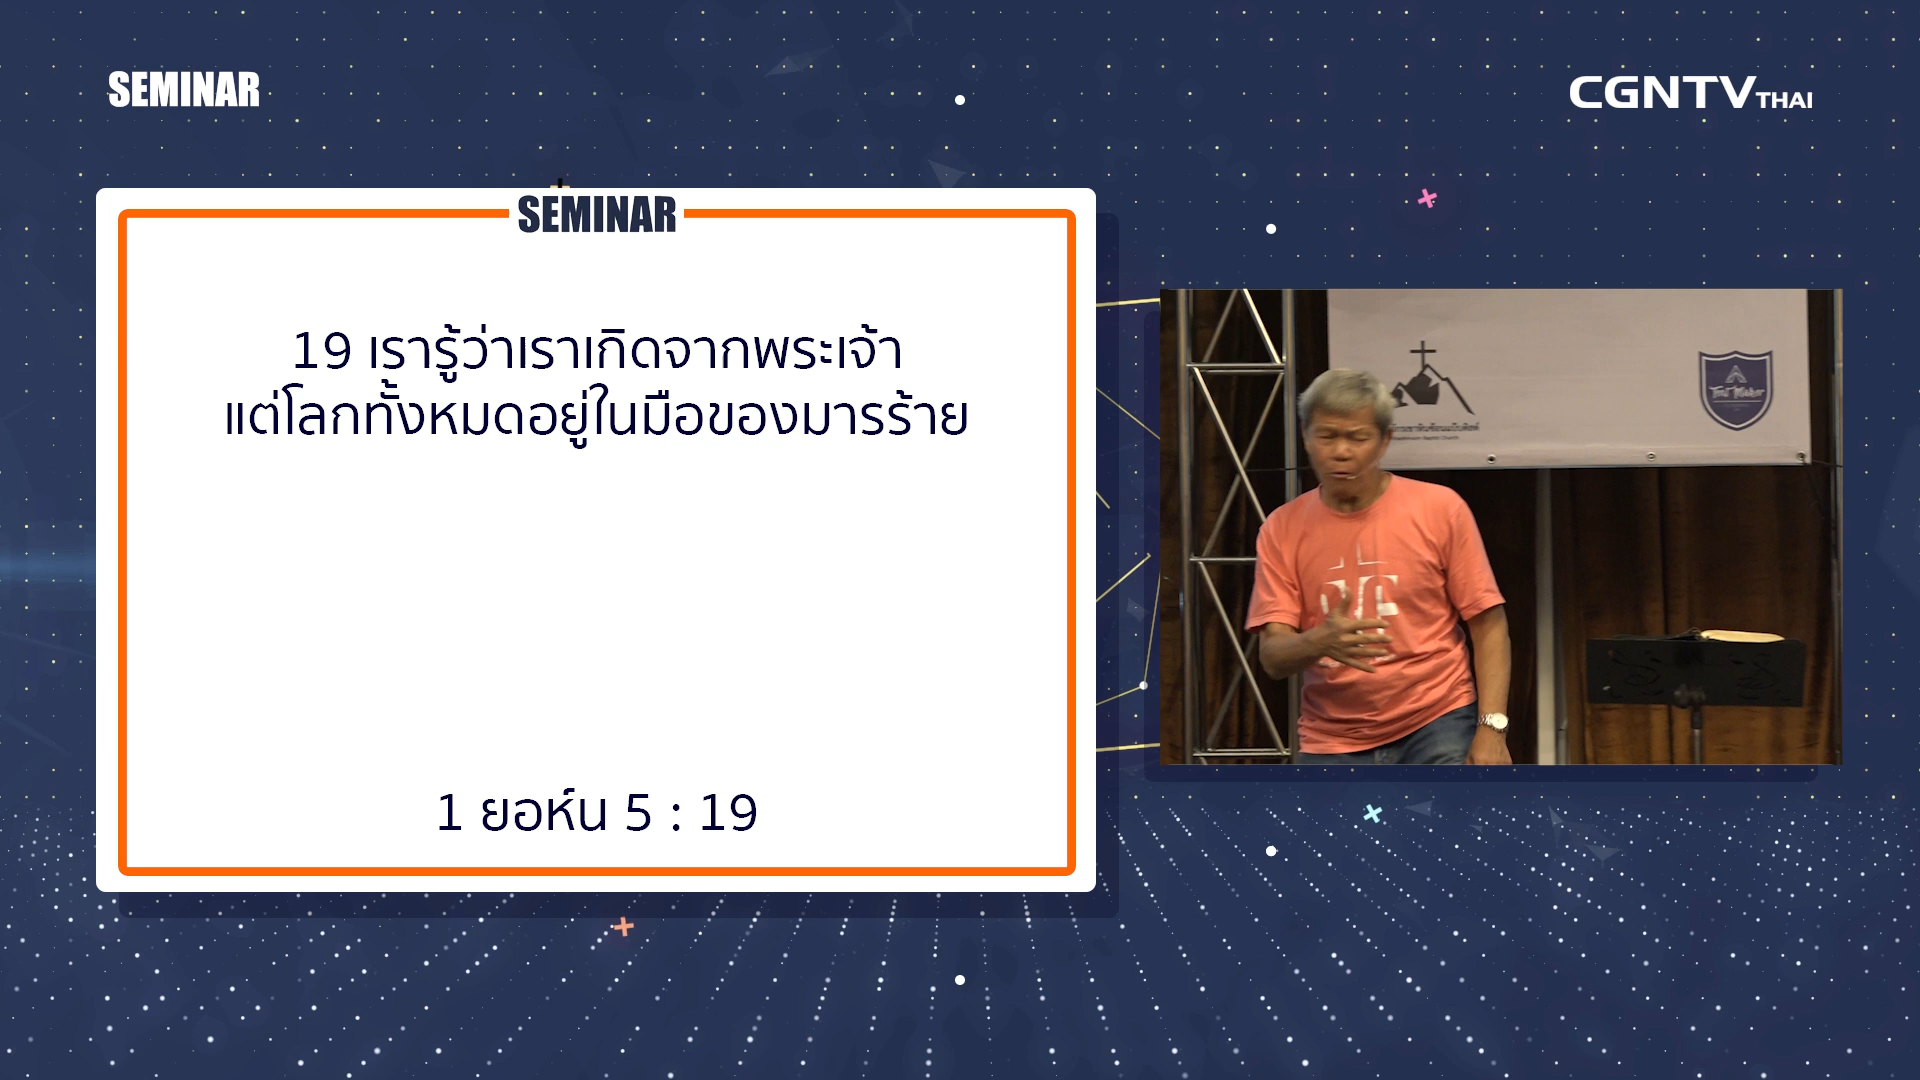 SEMINAR
CGNTV THAI
SEMINAR
19 เรารู้ว่าเราเกิดจากพระเจ้า
แต่โลกทั้งหมดอยู่ในมือของมารร้าย
1 ยอห์น 5 : 19